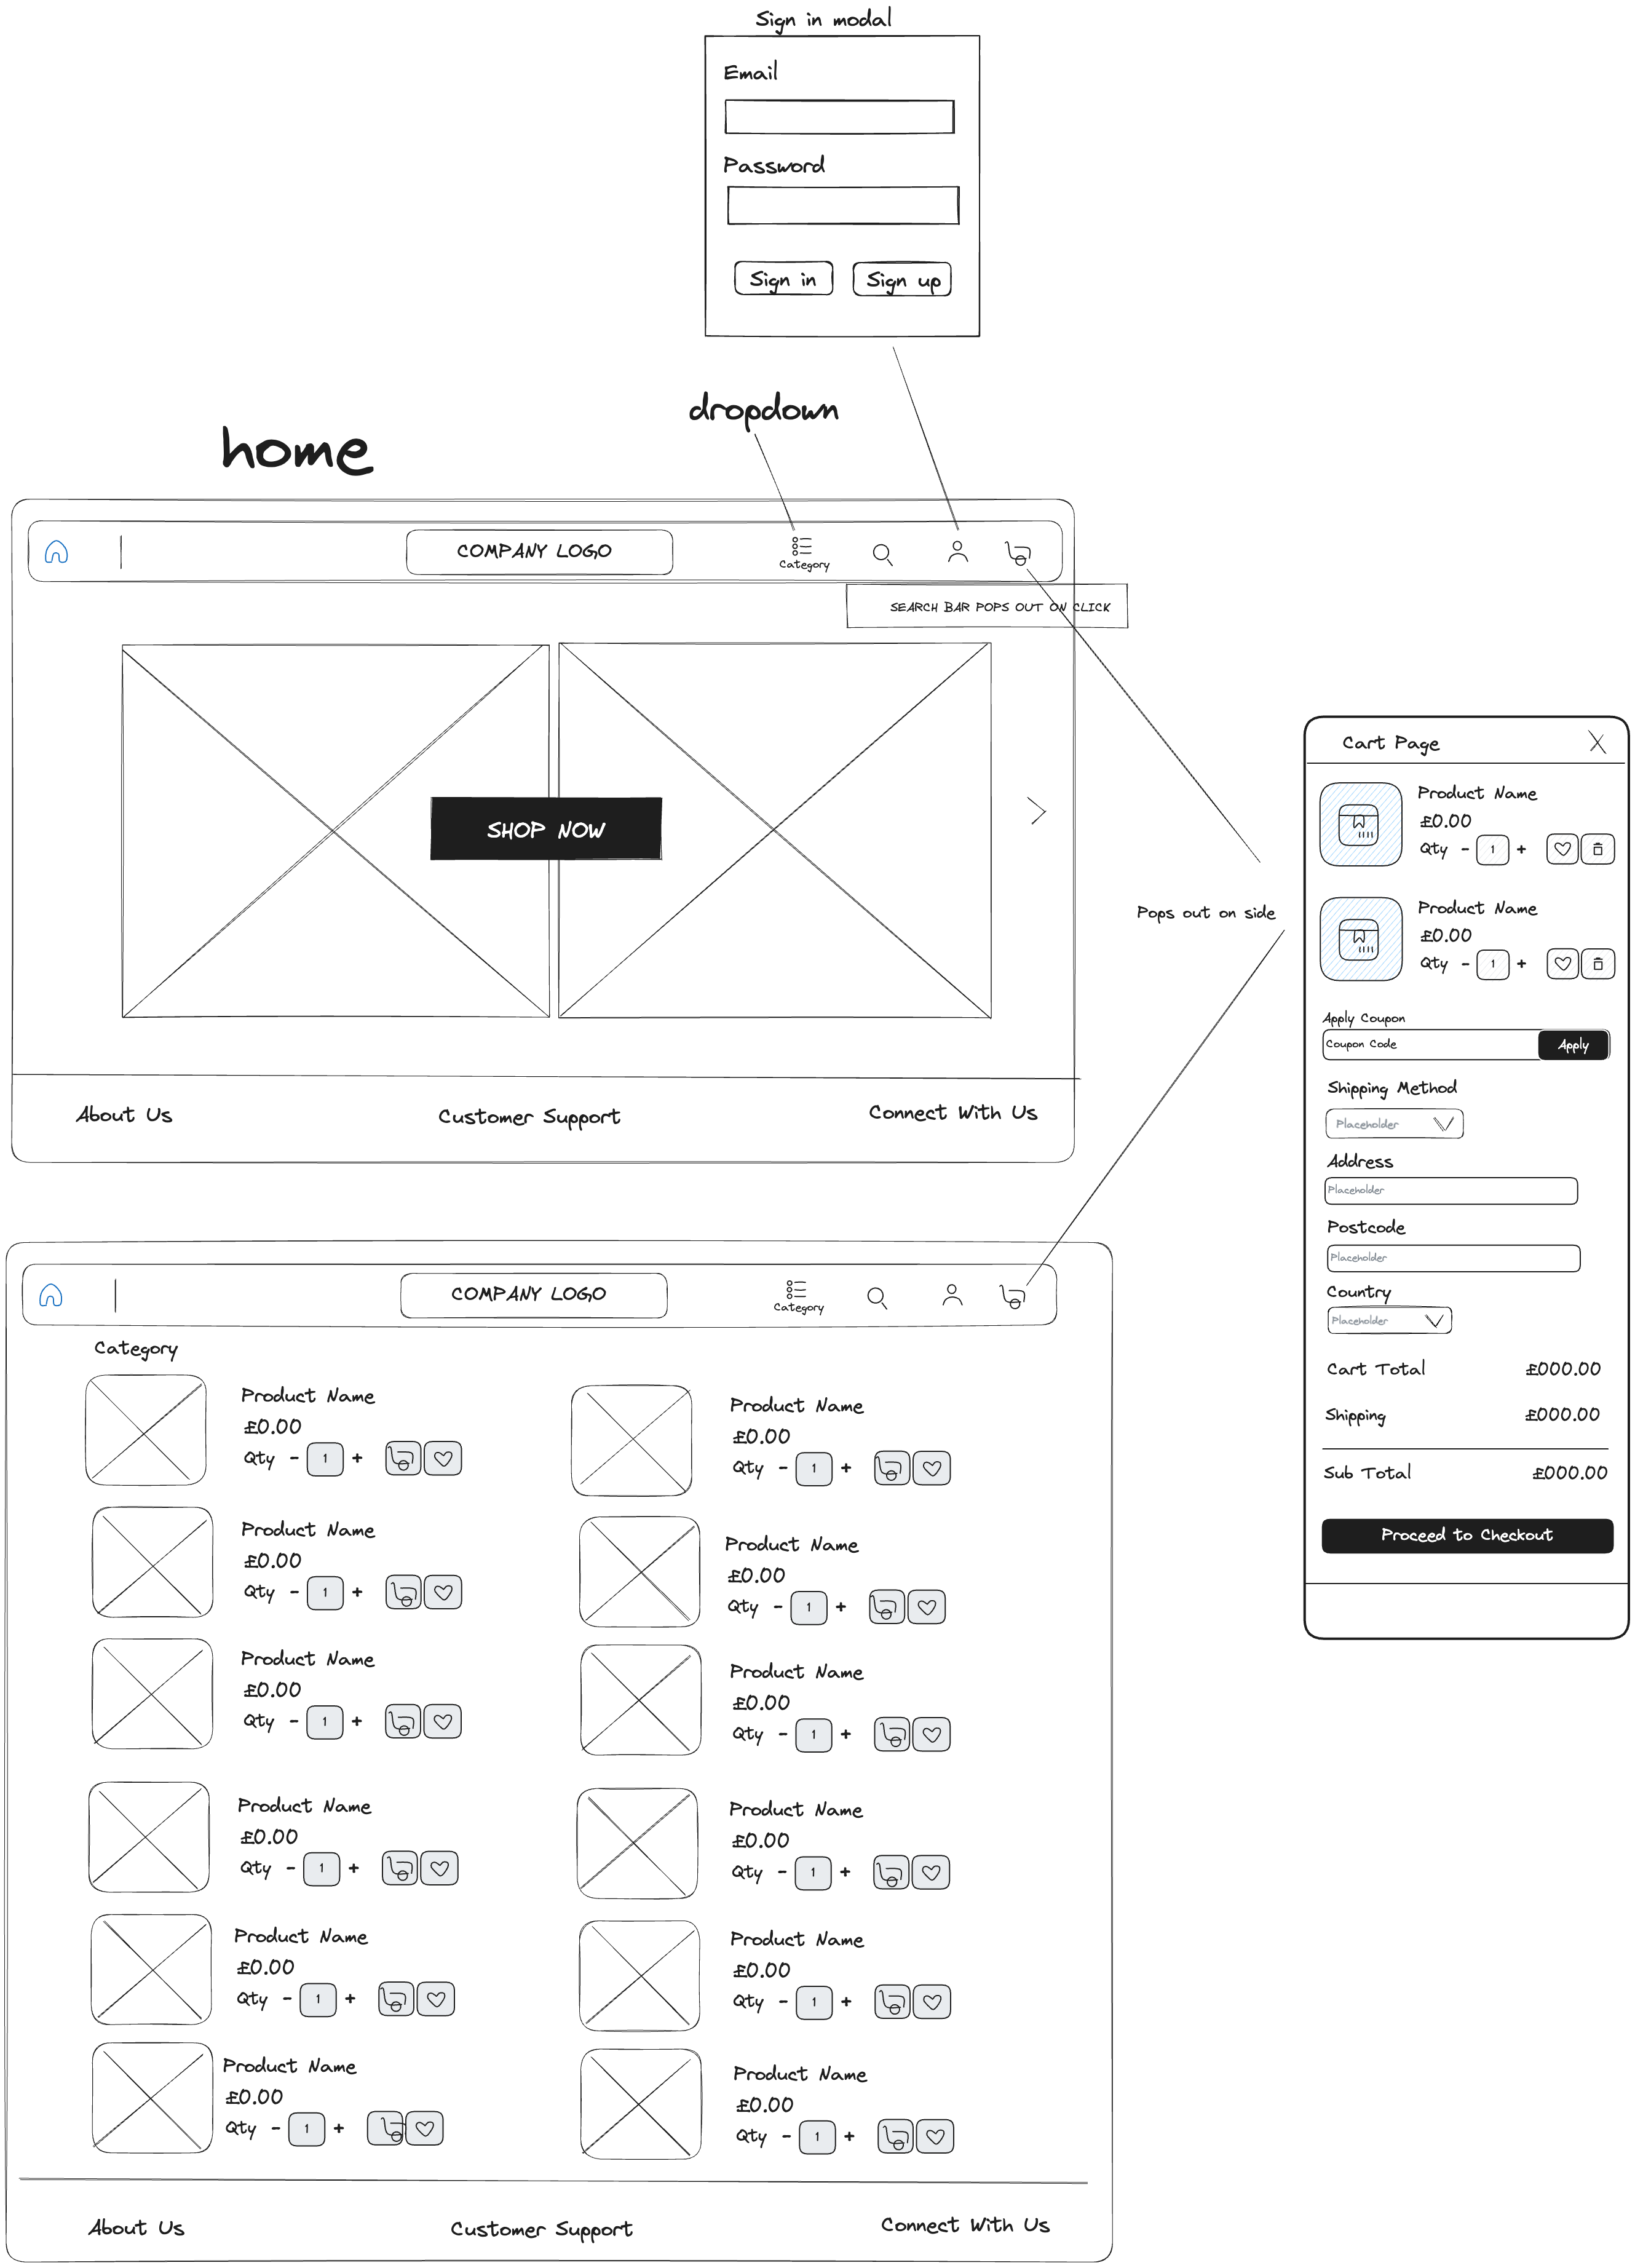 Sign in modal
Email
Password
Sign in
Sign up
dropdown
home
COMPANY LOGO
Category
SEARCH BAR POPS OUT ON CLICK
SHOP NOW
About Us
Customer Support
Connect With Us
Pops out on side
Cart Page
X
Product Name
£0.00
Qty - 1 +
Product Name
£0.00
Qty - 1 +
Apply Coupon
Coupon Code
Apply
Shipping Method
Placeholder
Address
Placeholder
Postcode
Placeholder
Country
Placeholder
Cart Total £000.00
Shipping £000.00
Sub Total £000.00
Proceed to Checkout
COMPANY LOGO
Category
Category
Product Name
£0.00
Qty - 1 +
Product Name
£0.00
Qty - 1 +
Product Name
£0.00
Qty - 1 +
Product Name
£0.00
Qty - 1 +
Product Name
£0.00
Qty - 1 +
Product Name
£0.00
Qty - 1 +
Product Name
£0.00
Qty - 1 +
Product Name
£0.00
Qty - 1 +
Product Name
£0.00
Qty - 1 +
Product Name
£0.00
Qty - 1 +
Product Name
£0.00
Qty - 1 +
Product Name
£0.00
Qty - 1 +
About Us
Customer Support
Connect With Us